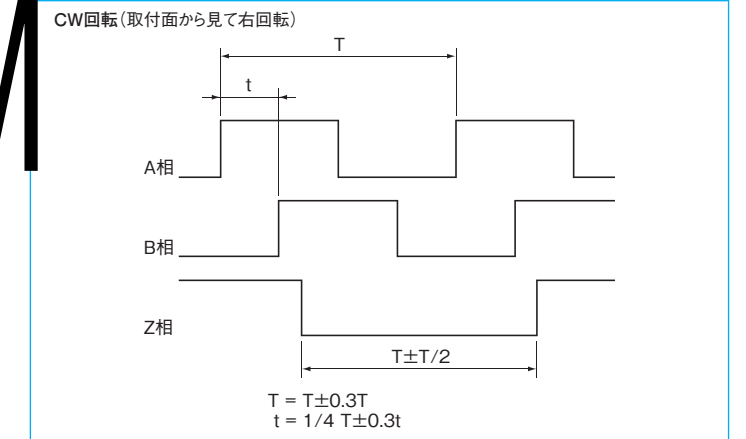 CW回転(取付面から見て右回転)
T
t
A相
B相
Z相
T±T/2
T = T±0.3T
t = 1/4 T±0.3t